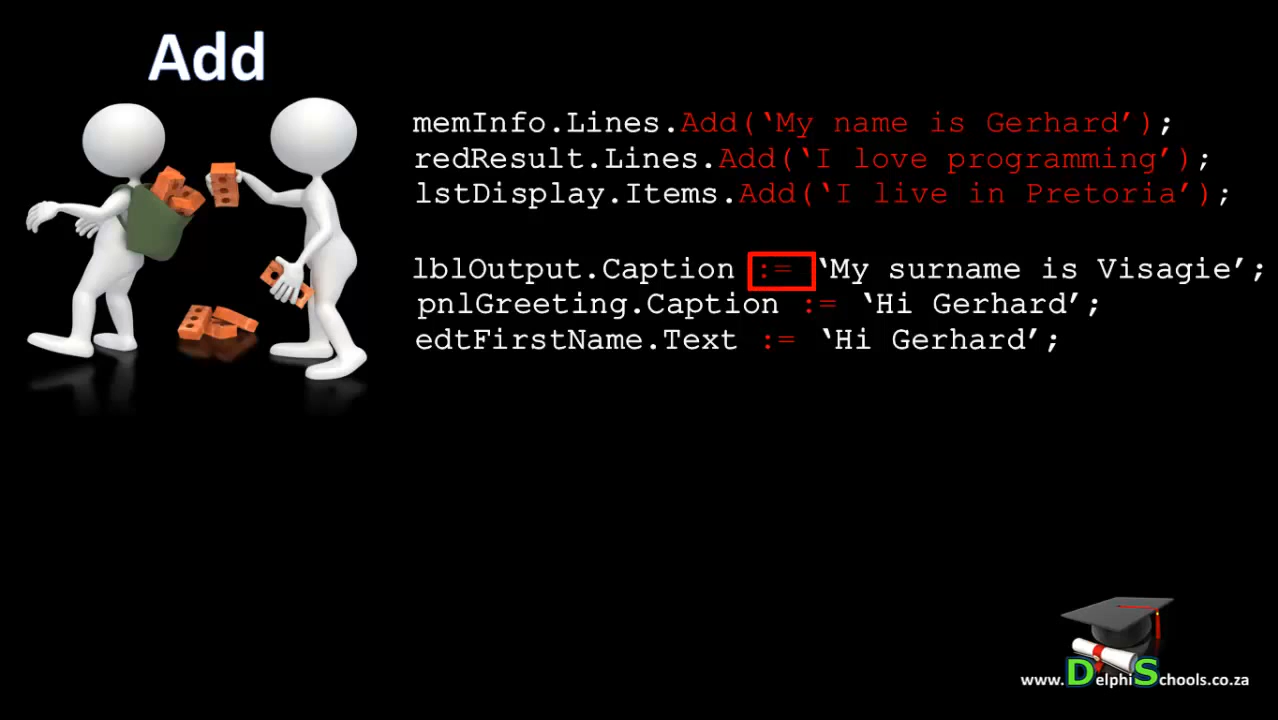 Add
memInfo.Lines.Add(‘My name is Gerhard’);
redResult.Lines.Add(‘I love programming’);
lstDisplay.Items.Add(‘I live in Pretoria’);
lblOutput.Caption := ‘My surname is Visagie’;
pnlGreeting.Caption := ‘Hi Gerhard’;
edtFirstName.Text := ‘Hi Gerhard’;
www.DelphiSchools.co.za